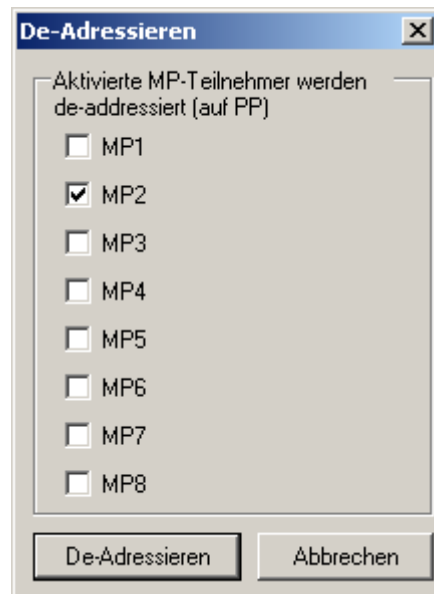 De-Adressieren
Aktivierte MP-Teilnehmer werden
de-addressiert (auf PP)
MP1
MP2
MP3
MP4
MP5
MP6
MP7
MP8
De-Adressieren Abbrechen